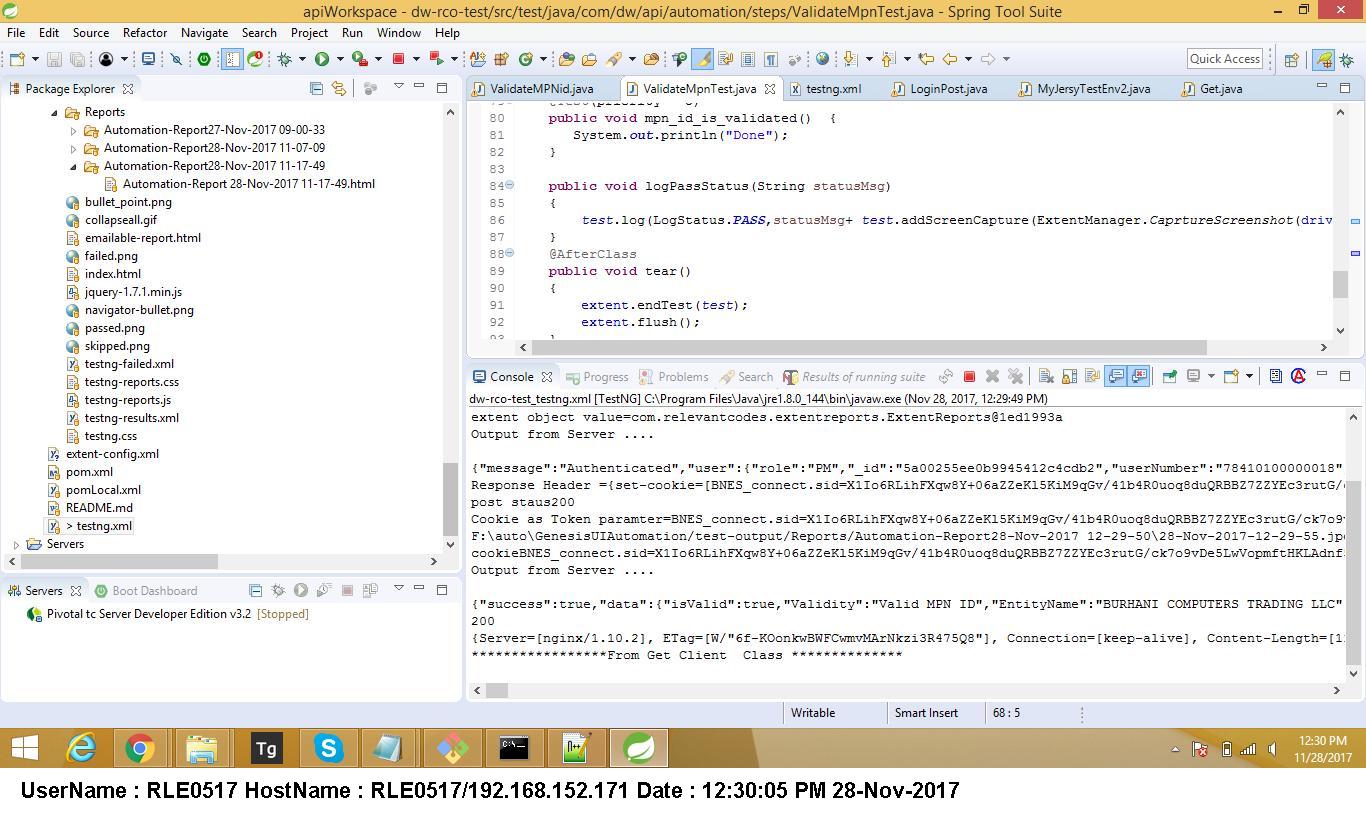 apiWorkspace - dw-rco-test/src/test/java/com/dw/api/automation/steps/ValidateMpnTest.java - Spring Tool Suite
File Edit Source Refactor Navigate Search Project Run Window Help
Quick Access
Package Explorer
Reports
Automation-Report27-Nov-2017 09-00-33
Automation-Report28-Nov-2017 11-07-09
Automation-Report28-Nov-2017 11-17-49
Automation-Report 28-Nov-2017 11-17-49.html
bullet_point.png
collapseall.gif
emailable-report.html
failed.png
index.html
jquery-1.7.1.min.js
navigator-bullet.png
passed.png
skipped.png
testng-failed.xml
testng-reports.css
testng-reports.js
testng-results.xml
testng.css
extent-config.xml
pom.xml
pomLocal.xml
README.md
> testng.xml
Servers
Servers Boot Dashboard
Pivotal tc Server Developer Edition v3.2 [Stopped]
ValidateMPNid.java ValidateMpnTest.java testng.xml LoginPost.java MyJersyTestEnv2.java Get.java
80 public void mpn_id_is_validated() {
81 System.out.println("Done");
82 }
83
84 public void logPassStatus(String statusMsg)
85 {
86 test.log(LogStatus.PASS,statusMsg+ test.addScreenCapture(ExtentManager.CaprtureScreenshot(driv
87 }
88 @AfterClass
89 public void tear()
90 {
91 extent.endTest(test);
92 extent.flush();
Console Progress Problems Search Results of running suite
dw-rco-test_testng.xml [TestNG] C:\Program Files\Java\jre1.8.0_144\bin\javaw.exe (Nov 28, 2017, 12:29:49 PM)
extent object value=com.relevantcodes.extentreports.ExtentReports@1ed1993a
Output from Server ....
{"message":"Authenticated","user":{"role":"PM","_id":"5a00255ee0b9945412c4cdb2","userNumber":"78410100000018"
Response Header ={set-cookie=[BNES_connect.sid=X1Io6RLihFXqw8Y+06aZZeKl5KiM9qGv/41b4R0uoq8duQRBBZ7ZZYEc3rutG/
post staus200
Cookie as Token paramter=BNES_connect.sid=X1Io6RLihFXqw8Y+06aZZeKl5KiM9qGv/41b4R0uoq8duQRBBZ7ZZYEc3rutG/ck7o9
F:\auto\GenesisUIAutomation/test-output/Reports/Automation-Report28-Nov-2017 12-29-50\28-Nov-2017-12-29-55.jp
cookieBNES_connect.sid=X1Io6RLihFXqw8Y+06aZZeKl5KiM9qGv/41b4R0uoq8duQRBBZ7ZZYEc3rutG/ck7o9vDe5LwVopmftHKLAdnf
Output from Server ....
{"success":true,"data":{"isValid":true,"Validity":"Valid MPN ID","EntityName":"BURHANI COMPUTERS TRADING LLC"
200
{Server=[nginx/1.10.2], ETag=[W/"6f-KOonkwBWFCwmvMArNkzi3R475Q8"], Connection=[keep-alive], Content-Length=[1
*****************From Get Client Class **************
Writable Smart Insert 68 : 5
Tg
12:30 PM
11/28/2017
UserName : RLE0517 HostName : RLE0517/192.168.152.171 Date : 12:30:05 PM 28-Nov-2017